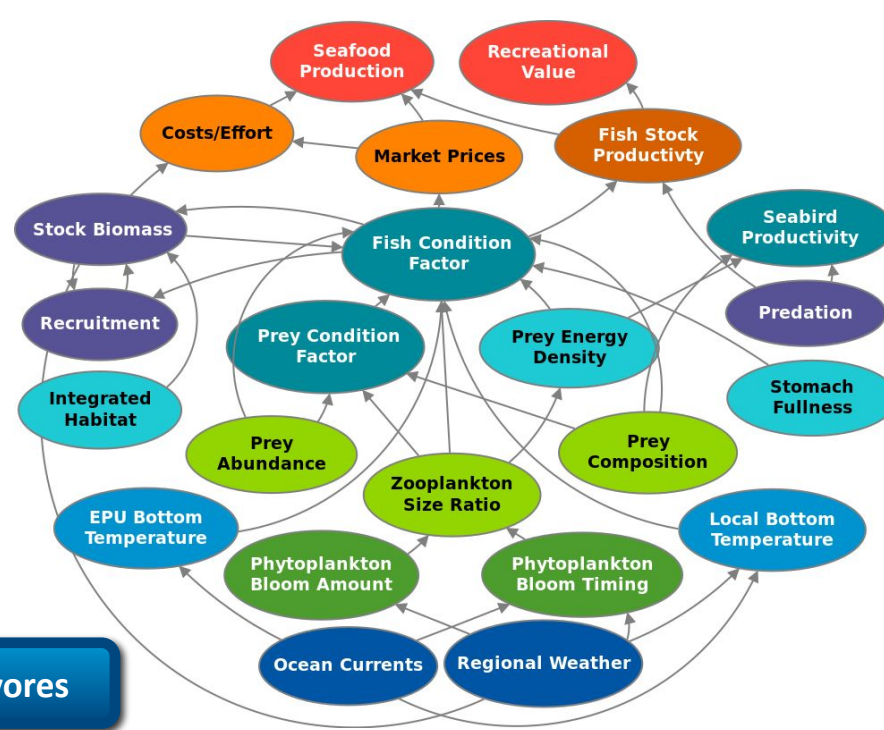 Seafood
Production
Recreational
Value
Costs/Effort
Market Prices
Fish Stock
Productivty
Stock Biomass
Fish Condition
Factor
Seabird
Productivity
Recruitment
Prey Condition
Factor
Prey Energy
Density
Predation
Integrated
Habitat
Stomach
Fullness
Prey
Abundance
Prey
Composition
Zooplankton
Size Ratio
EPU Bottom
Temperature
Local Bottom
Temperature
Phytoplankton
Bloom Amount
Phytoplankton
Bloom Timing
Ocean Currents
Regional Weather
vores